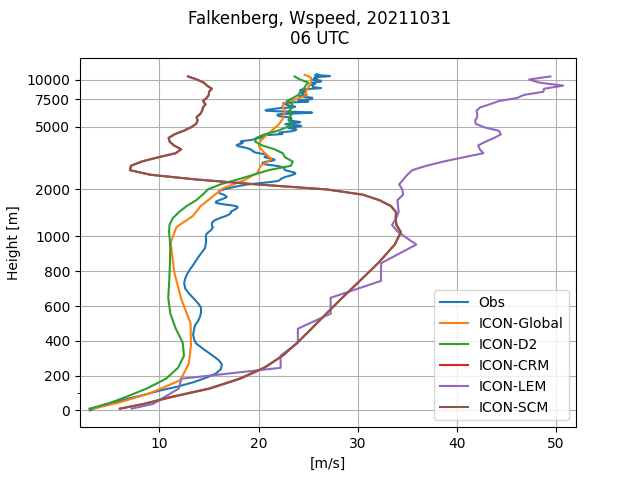 Falkenberg, Wspeed, 20211031
06 UTC
10000
7500
5000
2000
1000
800
600
400
200
0
Height [m]
Obs
ICON-Global
ICON-D2
ICON-CRM
ICON-LEM
ICON-SCM
10 20 30 40 50
[m/s]